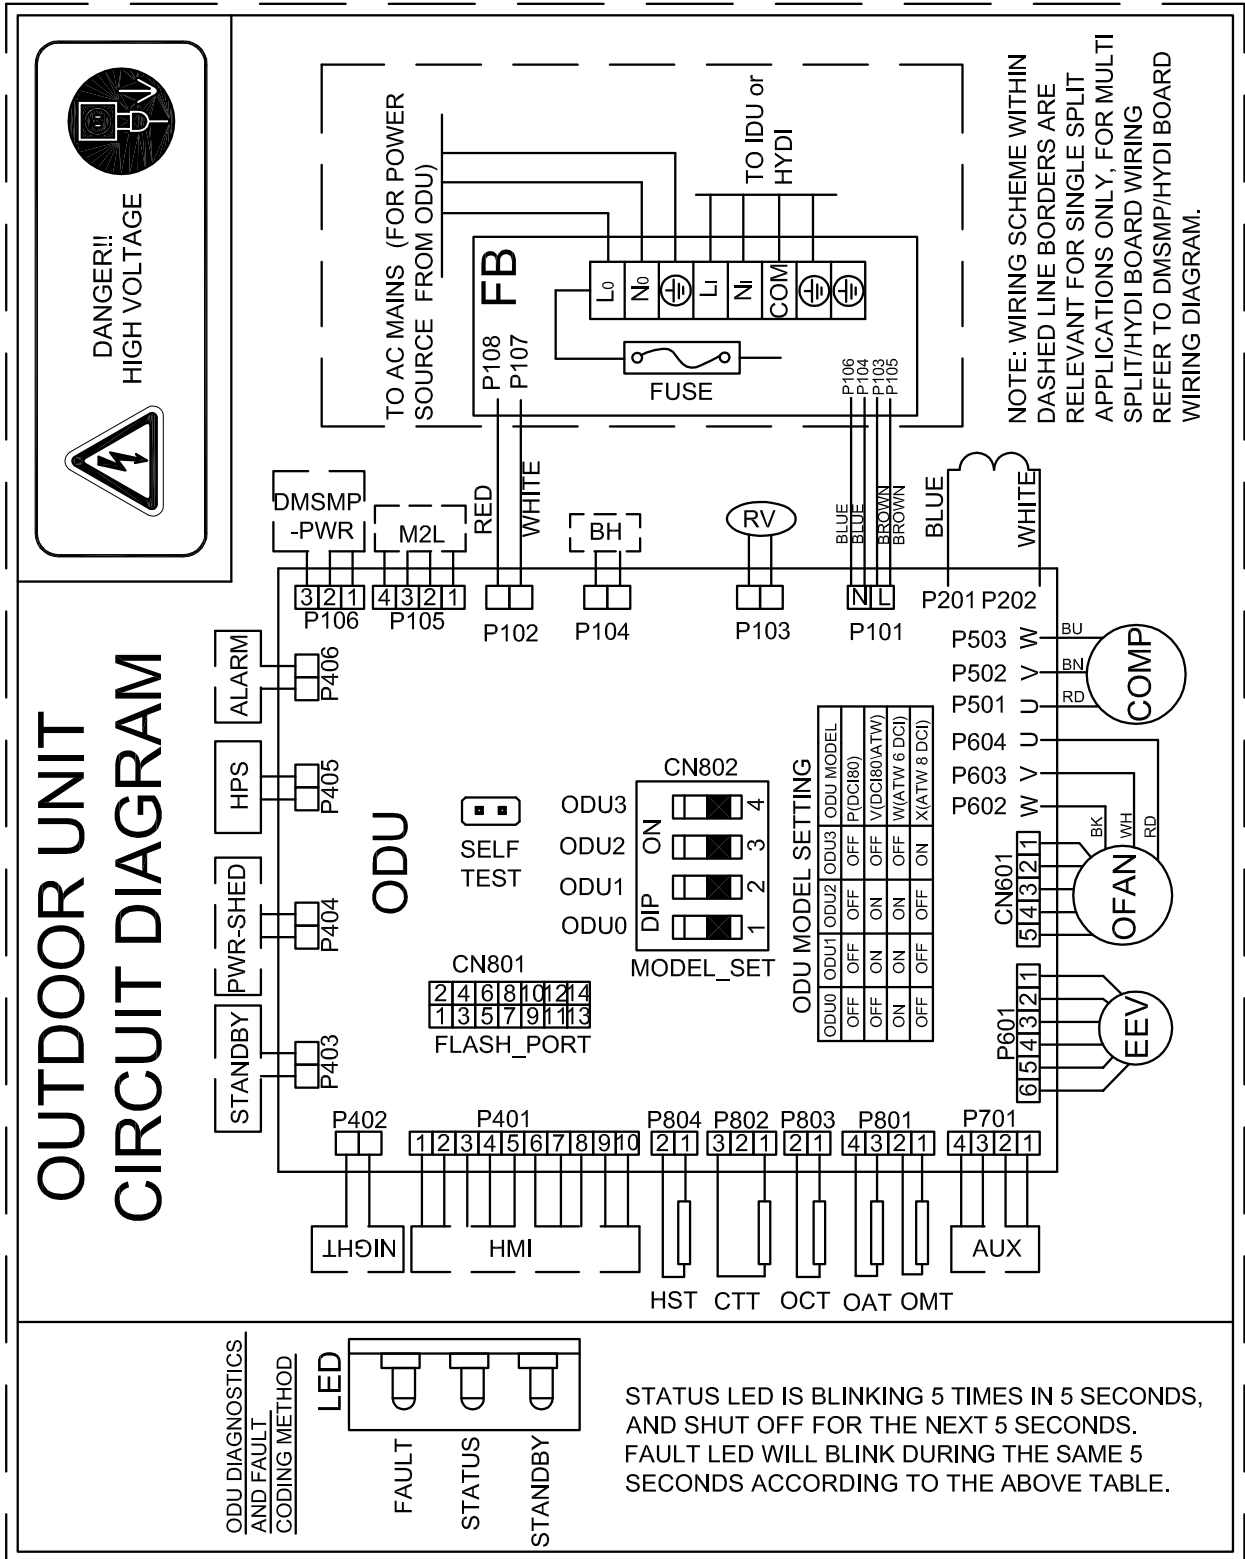 OUTDOOR UNIT
CIRCUIT DIAGRAM
DANGER!!
HIGH VOLTAGE
TO AC MAINS (FOR POWER
SOURCE FROM ODU)
TO IDU or
HYDI
FB
L0
N0
LI
NI
COM
FUSE
P108
P107
P106
P104
P103
P105
NOTE: WIRING SCHEME WITHIN
DASHED LINE BORDERS ARE
RELEVANT FOR SINGLE SPLIT
APPLICATIONS ONLY, FOR MULTI
SPLIT/HYDI BOARD WIRING
REFER TO DMSMP/HYDI BOARD
WIRING DIAGRAM.
DMSMP
-PWR
M2L
RED
WHITE
BH
RV
BLUE
BLUE
BROWN
BROWN
BLUE
WHITE
3 2 1
P106
4 3 2 1
P105
P102
P104
P103
N L
P101
P201 P202
ALARM
P406
HPS
P405
PWR-SHED
P404
STANDBY
P403
ODU
SELF
TEST
CN802
ODU3
ODU2
ODU1
ODU0
ON
DIP
4
3
2
1
MODEL_SET
CN801
2 4 6 8 10 12 14
1 3 5 7 9 11 13
FLASH_PORT
ODU MODEL SETTING
ODU0 ODU1 ODU2 ODU3 ODU MODEL
OFF OFF OFF OFF P(DCI80)
OFF ON ON OFF V(DCI80\ATW)
ON ON ON OFF W(ATW 6 DCI)
OFF OFF OFF ON X(ATW 8 DCI)
P503 W BU
P502 V BN
P501 U RD
COMP
P604 U
P603 V
P602 W
BK
WH
RD
OFAN
CN601
5 4 3 2 1
EEV
P601
6 5 4 3 2 1
P402
NIGHT
P401
1 2 3 4 5 6 7 8 9 10
HMI
P804
2 1
HST
P802
3 2 1
CTT
P803
2 1
OCT
P801
4 3 2 1
OAT OMT
P701
4 3 2 1
AUX
ODU DIAGNOSTICS
AND FAULT
CODING METHOD
LED
FAULT
STATUS
STANDBY
STATUS LED IS BLINKING 5 TIMES IN 5 SECONDS,
AND SHUT OFF FOR THE NEXT 5 SECONDS.
FAULT LED WILL BLINK DURING THE SAME 5
SECONDS ACCORDING TO THE ABOVE TABLE.